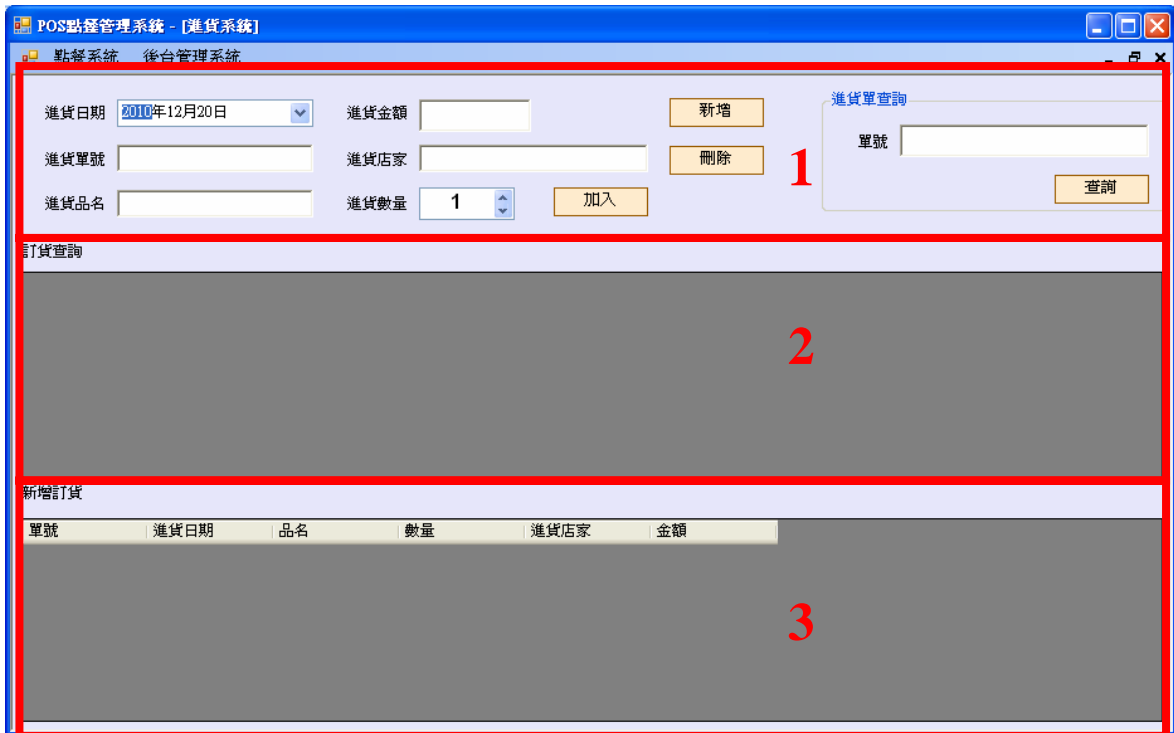 POS點餐管理系統 - [進貨系統]
點餐系統 後台管理系統
進貨日期 2010年12月20日 進貨金額 新增 進貨單查詢
進貨單號 進貨店家 刪除 單號
1
進貨品名 進貨數量 1 加入 查詢
訂貨查詢
2
新增訂貨
單號 進貨日期 品名 數量 進貨店家 金額
3